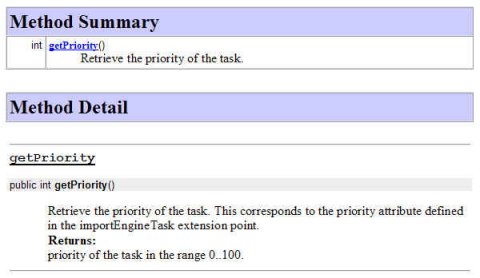 Method Summary
int getPriority()
Retrieve the priority of the task.
Method Detail
getPriority
public int getPriority()
Retrieve the priority of the task. This corresponds to the priority attribute defined
in the importEngineTask extension point.
Returns:
priority of the task in the range 0..100.